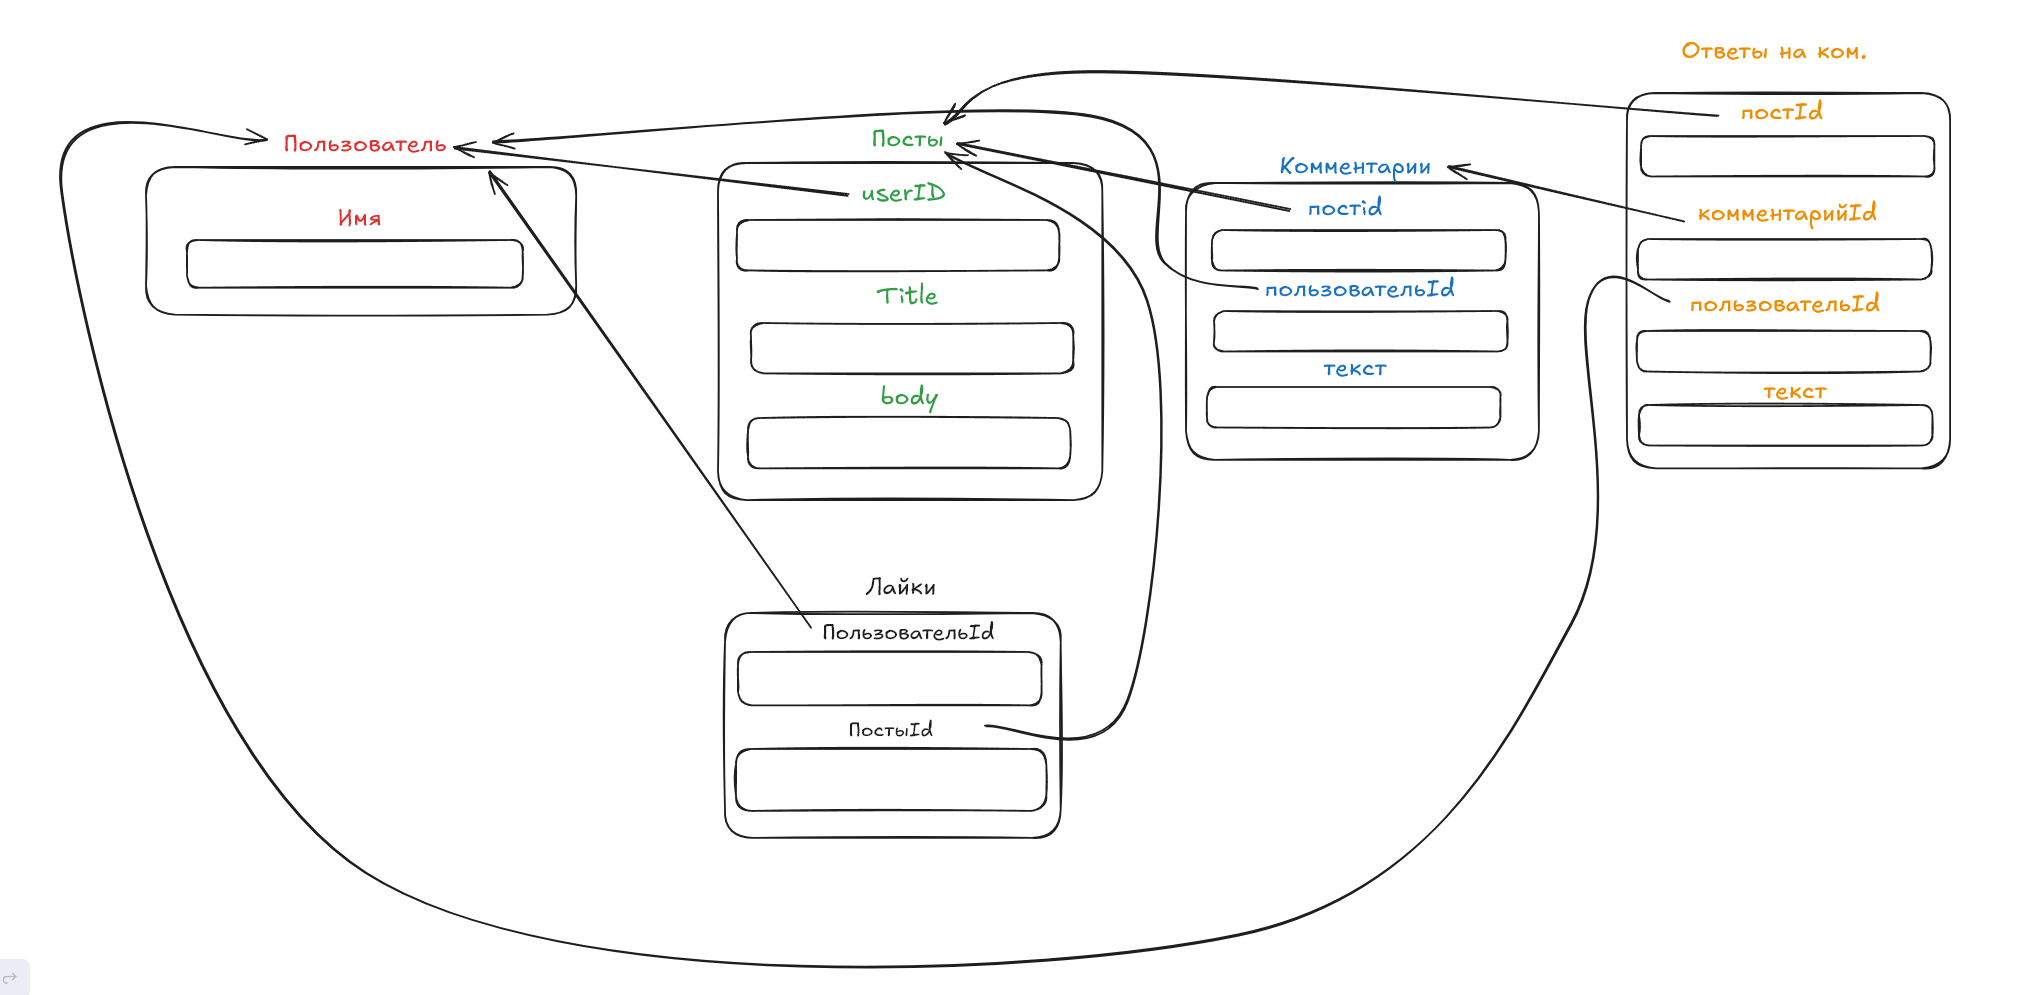 Пользователь
Имя
Посты
userID
Title
body
Комментарии
постid
пользовательId
текст
Ответы на ком.
постId
комментарийId
пользовательId
текст
Лайки
ПользовательId
ПостыId